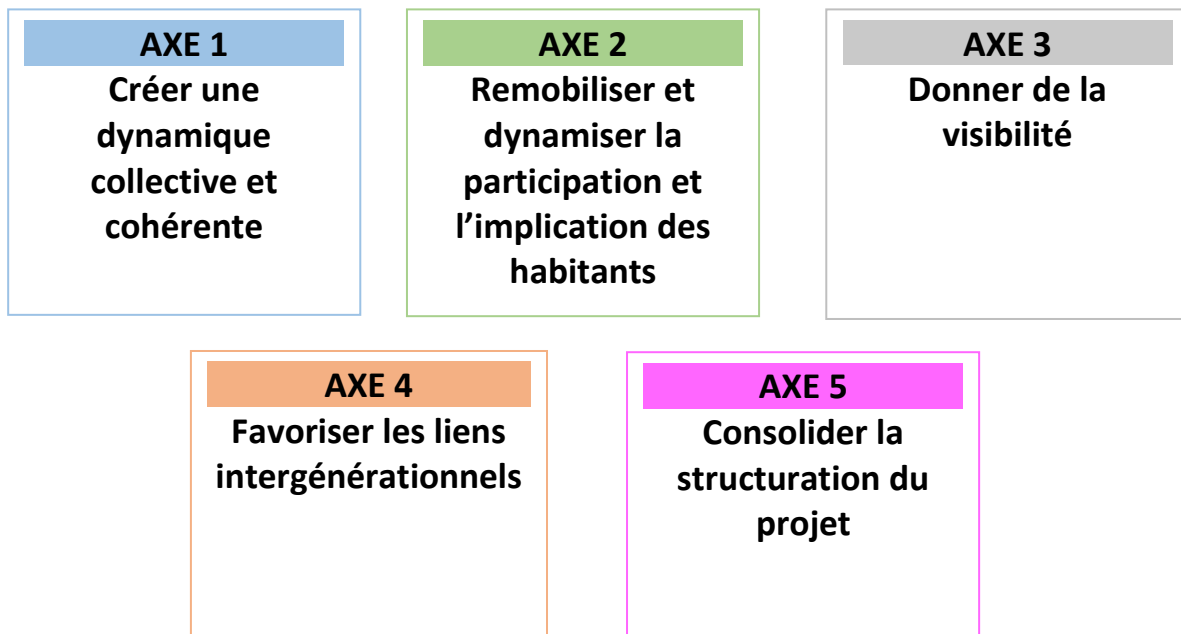 AXE 1
Créer une
dynamique
collective et
cohérente
AXE 2
Remobiliser et
dynamiser la
participation et
l’implication des
habitants
AXE 3
Donner de la
visibilité
AXE 4
Favoriser les liens
intergénérationnels
AXE 5
Consolider la
structuration du
projet